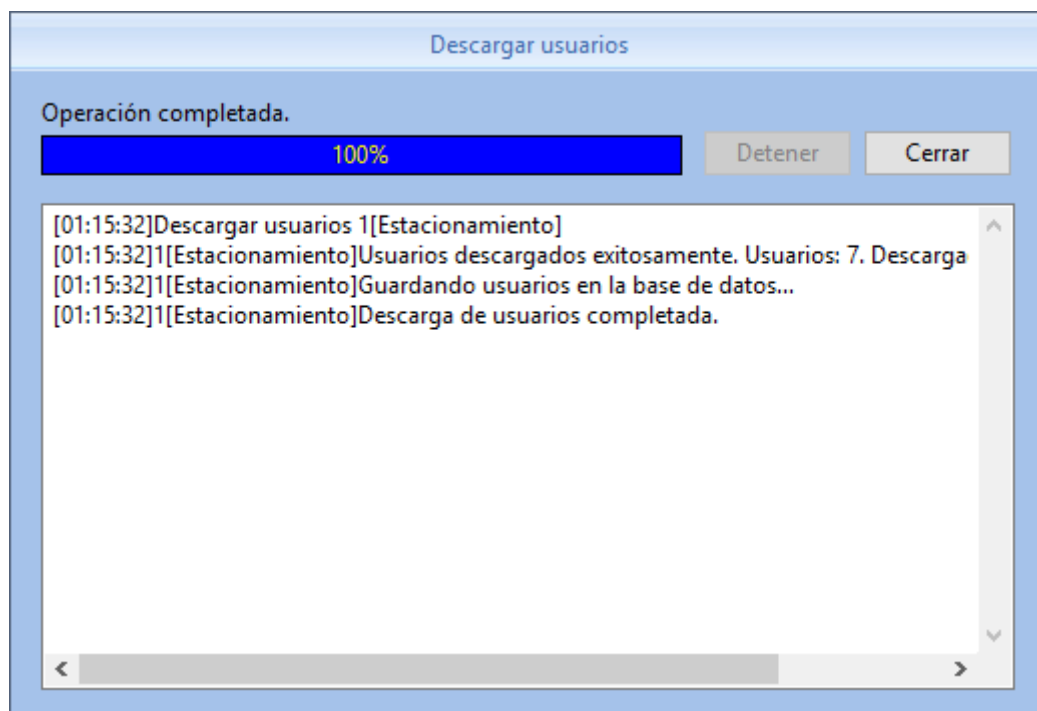 Descargar usuarios
Operación completada.
100%
Detener
Cerrar
[01:15:32]Descargar usuarios 1[Estacionamiento]
[01:15:32]1[Estacionamiento]Usuarios descargados exitosamente. Usuarios: 7. Descarga
[01:15:32]1[Estacionamiento]Guardando usuarios en la base de datos...
[01:15:32]1[Estacionamiento]Descarga de usuarios completada.